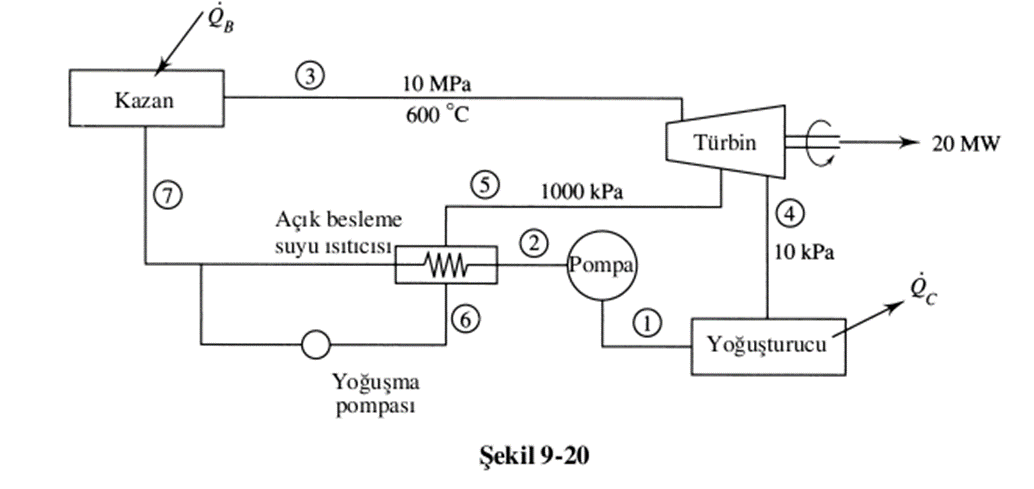 Q̇B
Kazan
③
10 MPa
600 °C
Türbin
20 MW
⑦
⑤
1000 kPa
④
10 kPa
Açık besleme
suyu ısıtıcısı
②
Pompa
⑥
①
Q̇C
Yoğuşturucu
Yoğuşma
pompası
Şekil 9-20